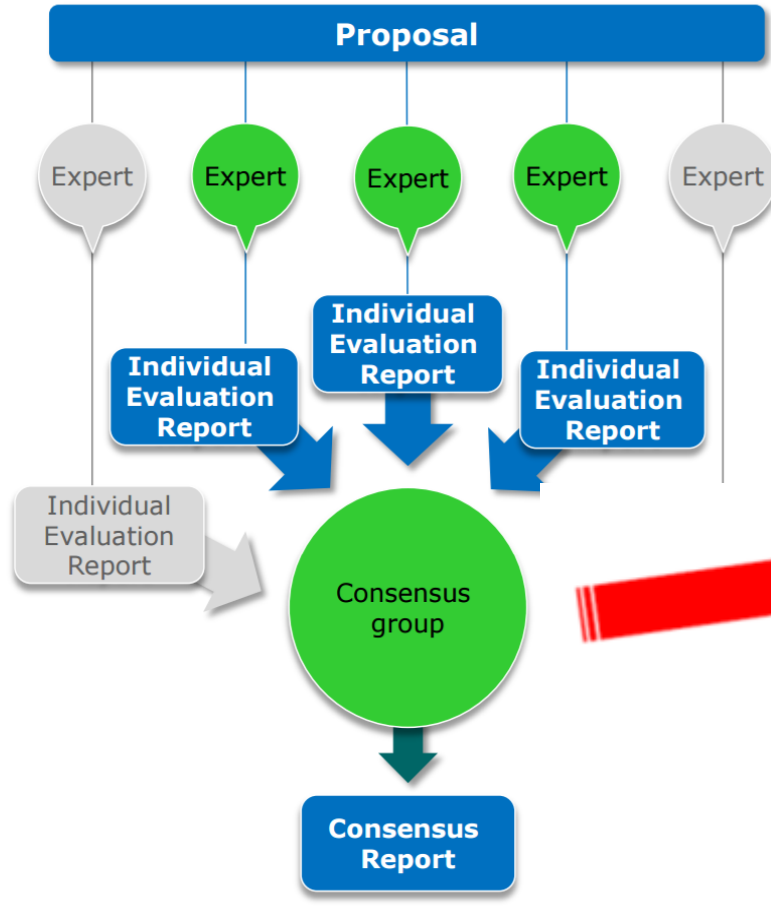 Proposal
Expert
Expert
Expert
Expert
Expert
Individual
Evaluation
Report
Individual
Evaluation
Report
Individual
Evaluation
Report
Individual
Evaluation
Report
Consensus
group
Consensus
Report